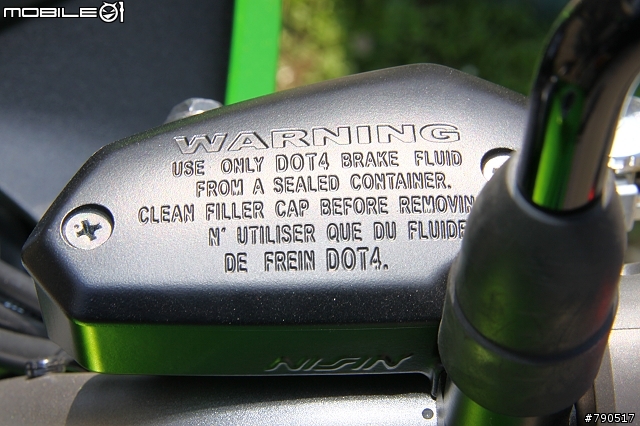 MOBILE01
WARNING
USE ONLY DOT4 BRAKE FLUID
FROM A SEALED CONTAINER.
CLEAN FILLER CAP BEFORE REMOVIN
N' UTILISER QUE DU FLUIDE
DE FREIN DOT4.
NISSIN
#790517